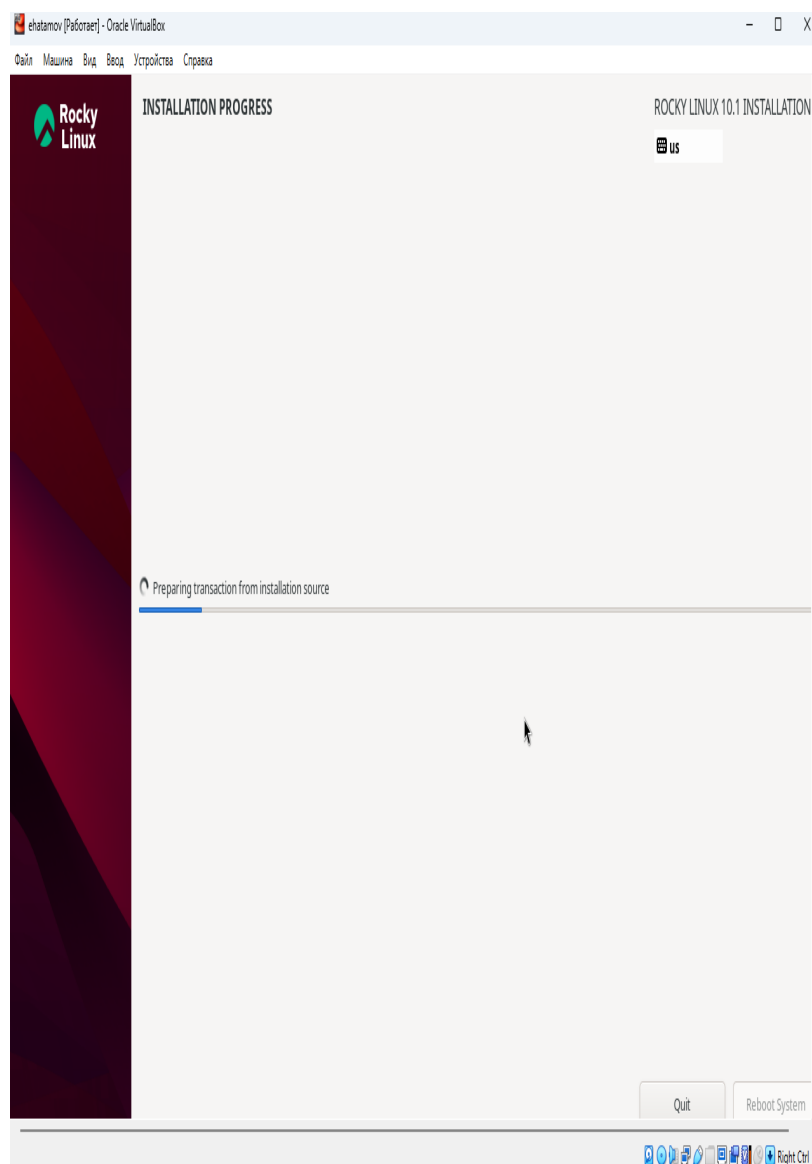 ehatamov [Работает] - Oracle VirtualBox
Файл Машина Вид Ввод Устройства Справка
Rocky
Linux
INSTALLATION PROGRESS
ROCKY LINUX 10.1 INSTALLATION
us
Preparing transaction from installation source
Quit
Reboot System
Right Ctrl